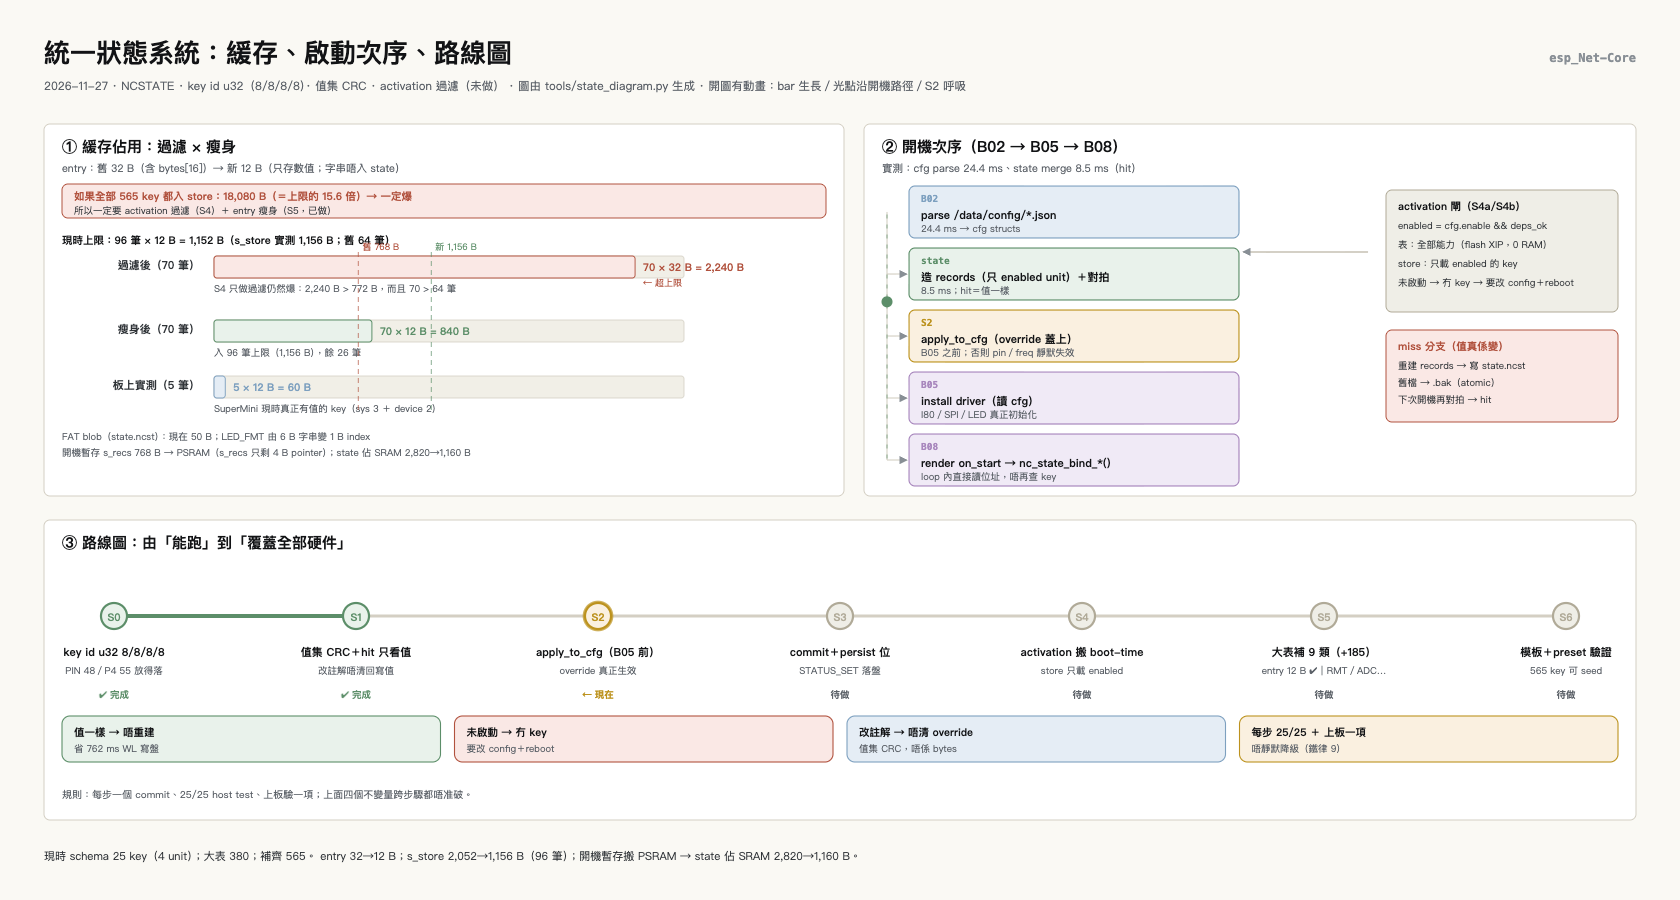 統一狀態系統：緩存、啟動次序、路線圖
esp_Net-Core
2026-11-27 · NCSTATE · key id u32（8/8/8/8）· 值集 CRC · activation 過濾（未做） · 圖由 tools/state_diagram.py 生成 · 開圖有動畫：bar 生長 / 光點沿開機路徑 / S2 呼吸
① 緩存佔用：過濾 × 瘦身
entry：舊 32 B（含 bytes[16]）→ 新 12 B（只存數值；字串唔入 state）
如果全部 565 key 都入 store：18,080 B（＝上限的 15.6 倍）→ 一定爆
所以一定要 activation 過濾（S4）＋ entry 瘦身（S5，已做）
現時上限：96 筆 × 12 B = 1,152 B（s_store 實測 1,156 B；舊 64 筆）
舊 768 B
新 1,156 B
過濾後（70 筆）
70 × 32 B = 2,240 B
← 超上限
S4 只做過濾仍然爆：2,240 B > 772 B，而且 70 > 64 筆
瘦身後（70 筆）
70 × 12 B = 840 B
入 96 筆上限（1,156 B），餘 26 筆
板上實測（5 筆）
5 × 12 B = 60 B
SuperMini 現時真正有值的 key（sys 3 ＋ device 2）
FAT blob（state.ncst）：現在 50 B；LED_FMT 由 6 B 字串變 1 B index
開機暫存 s_recs 768 B → PSRAM（s_recs 只剩 4 B pointer）；state 佔 SRAM 2,820→1,160 B
② 開機次序（B02 → B05 → B08）
實測：cfg parse 24.4 ms、state merge 8.5 ms（hit）
B02
parse /data/config/*.json
24.4 ms → cfg structs
state
造 records（只 enabled unit）＋對拍
8.5 ms；hit＝值一樣
S2
apply_to_cfg（override 蓋上）
B05 之前；否則 pin / freq 靜默失效
B05
install driver（讀 cfg）
I80 / SPI / LED 真正初始化
B08
render on_start → nc_state_bind_*()
loop 內直接讀位址，唔再查 key
activation 閘（S4a/S4b）
enabled = cfg.enable && deps_ok
表：全部能力（flash XIP，0 RAM）
store：只載 enabled 的 key
未啟動 → 冇 key → 要改 config＋reboot
miss 分支（值真係變）
重建 records → 寫 state.ncst
舊檔 → .bak（atomic）
下次開機再對拍 → hit
③ 路線圖：由「能跑」到「覆蓋全部硬件」
S0
S1
S2
S3
S4
S5
S6
key id u32 8/8/8/8
PIN 48 / P4 55 放得落
✔ 完成
值集 CRC＋hit 只看值
改註解唔清回寫值
✔ 完成
apply_to_cfg（B05 前）
override 真正生效
← 現在
commit＋persist 位
STATUS_SET 落盤
待做
activation 搬 boot-time
store 只載 enabled
待做
大表補 9 類（+185）
entry 12 B ✔ | RMT / ADC…
待做
模板＋preset 驗證
565 key 可 seed
待做
值一樣 → 唔重建
省 762 ms WL 寫盤
未啟動 → 冇 key
要改 config＋reboot
改註解 → 唔清 override
值集 CRC，唔係 bytes
每步 25/25 ＋ 上板一項
唔靜默降級（鐵律 9）
規則：每步一個 commit、25/25 host test、上板驗一項；上面四個不變量跨步驟都唔准破。
現時 schema 25 key（4 unit）；大表 380；補齊 565。 entry 32→12 B；s_store 2,052→1,156 B（96 筆）；開機暫存搬 PSRAM → state 佔 SRAM 2,820→1,160 B。